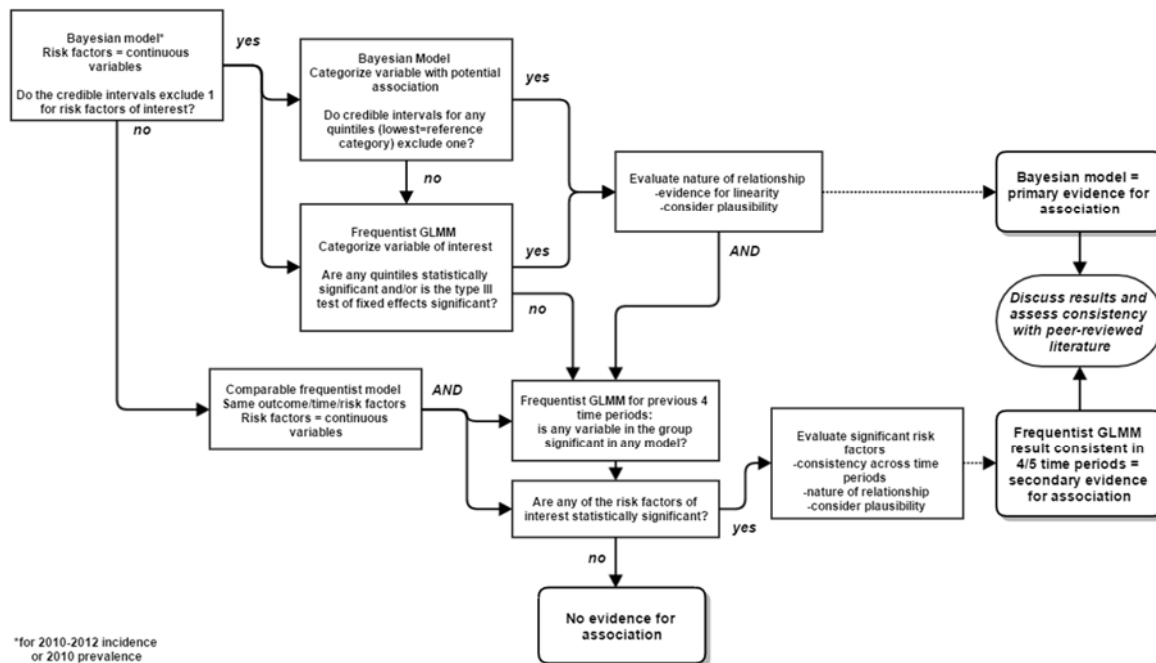 Bayesian model*
Risk factors = continuous
variables
Do the credible intervals exclude 1
for risk factors of interest?
yes
no
Bayesian Model
Categorize variable with potential
association
Do credible intervals for any
quintiles (lowest=reference
category) exclude one?
yes
no
Frequentist GLMM
Categorize variable of interest
Are any quintiles statistically
significant and/or is the type III
test of fixed effects significant?
yes
no
Evaluate nature of relationship
-evidence for linearity
-consider plausibility
AND
Bayesian model =
primary evidence for
association
Discuss results and
assess consistency
with peer-reviewed
literature
Comparable frequentist model
Same outcome/time/risk factors
Risk factors = continuous
variables
AND
Frequentist GLMM for previous 4
time periods:
is any variable in the group
significant in any model?
Are any of the risk factors of
interest statistically significant?
yes
no
Evaluate significant risk
factors
-consistency across time
periods
-nature of relationship
-consider plausibility
Frequentist GLMM
result consistent in
4/5 time periods =
secondary evidence
for association
No evidence for
association
*for 2010-2012 incidence
or 2010 prevalence